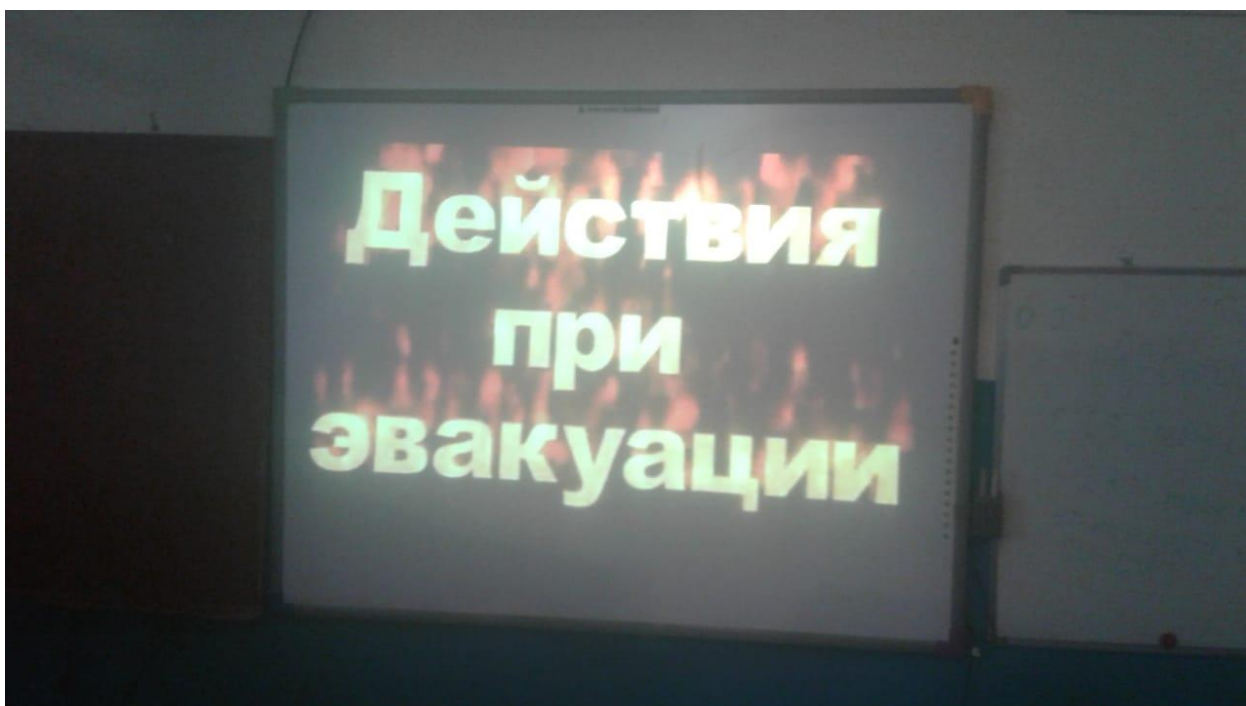 Действия
при
эвакуации